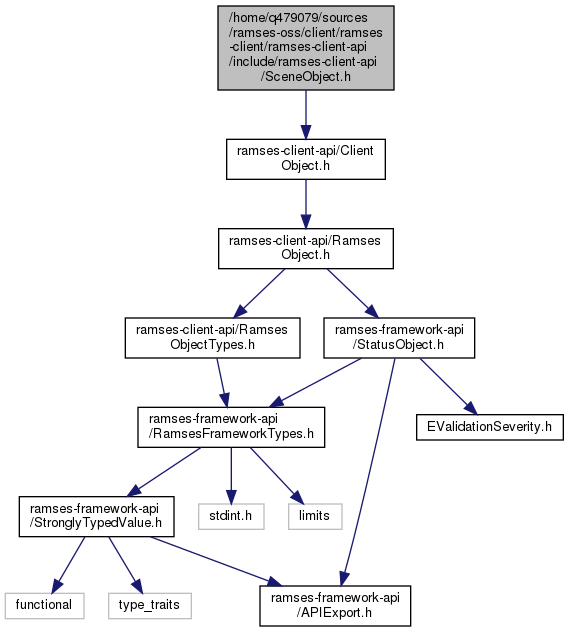 /home/q479079/sources
/ramses-oss/client/ramses
-client/ramses-client-api
/include/ramses-client-api
/SceneObject.h
ramses-client-api/Client
Object.h
ramses-client-api/Ramses
Object.h
ramses-client-api/Ramses
ObjectTypes.h
ramses-framework-api
/StatusObject.h
ramses-framework-api
/RamsesFrameworkTypes.h
EValidationSeverity.h
ramses-framework-api
/StronglyTypedValue.h
stdint.h
limits
functional
type_traits
ramses-framework-api
/APIExport.h